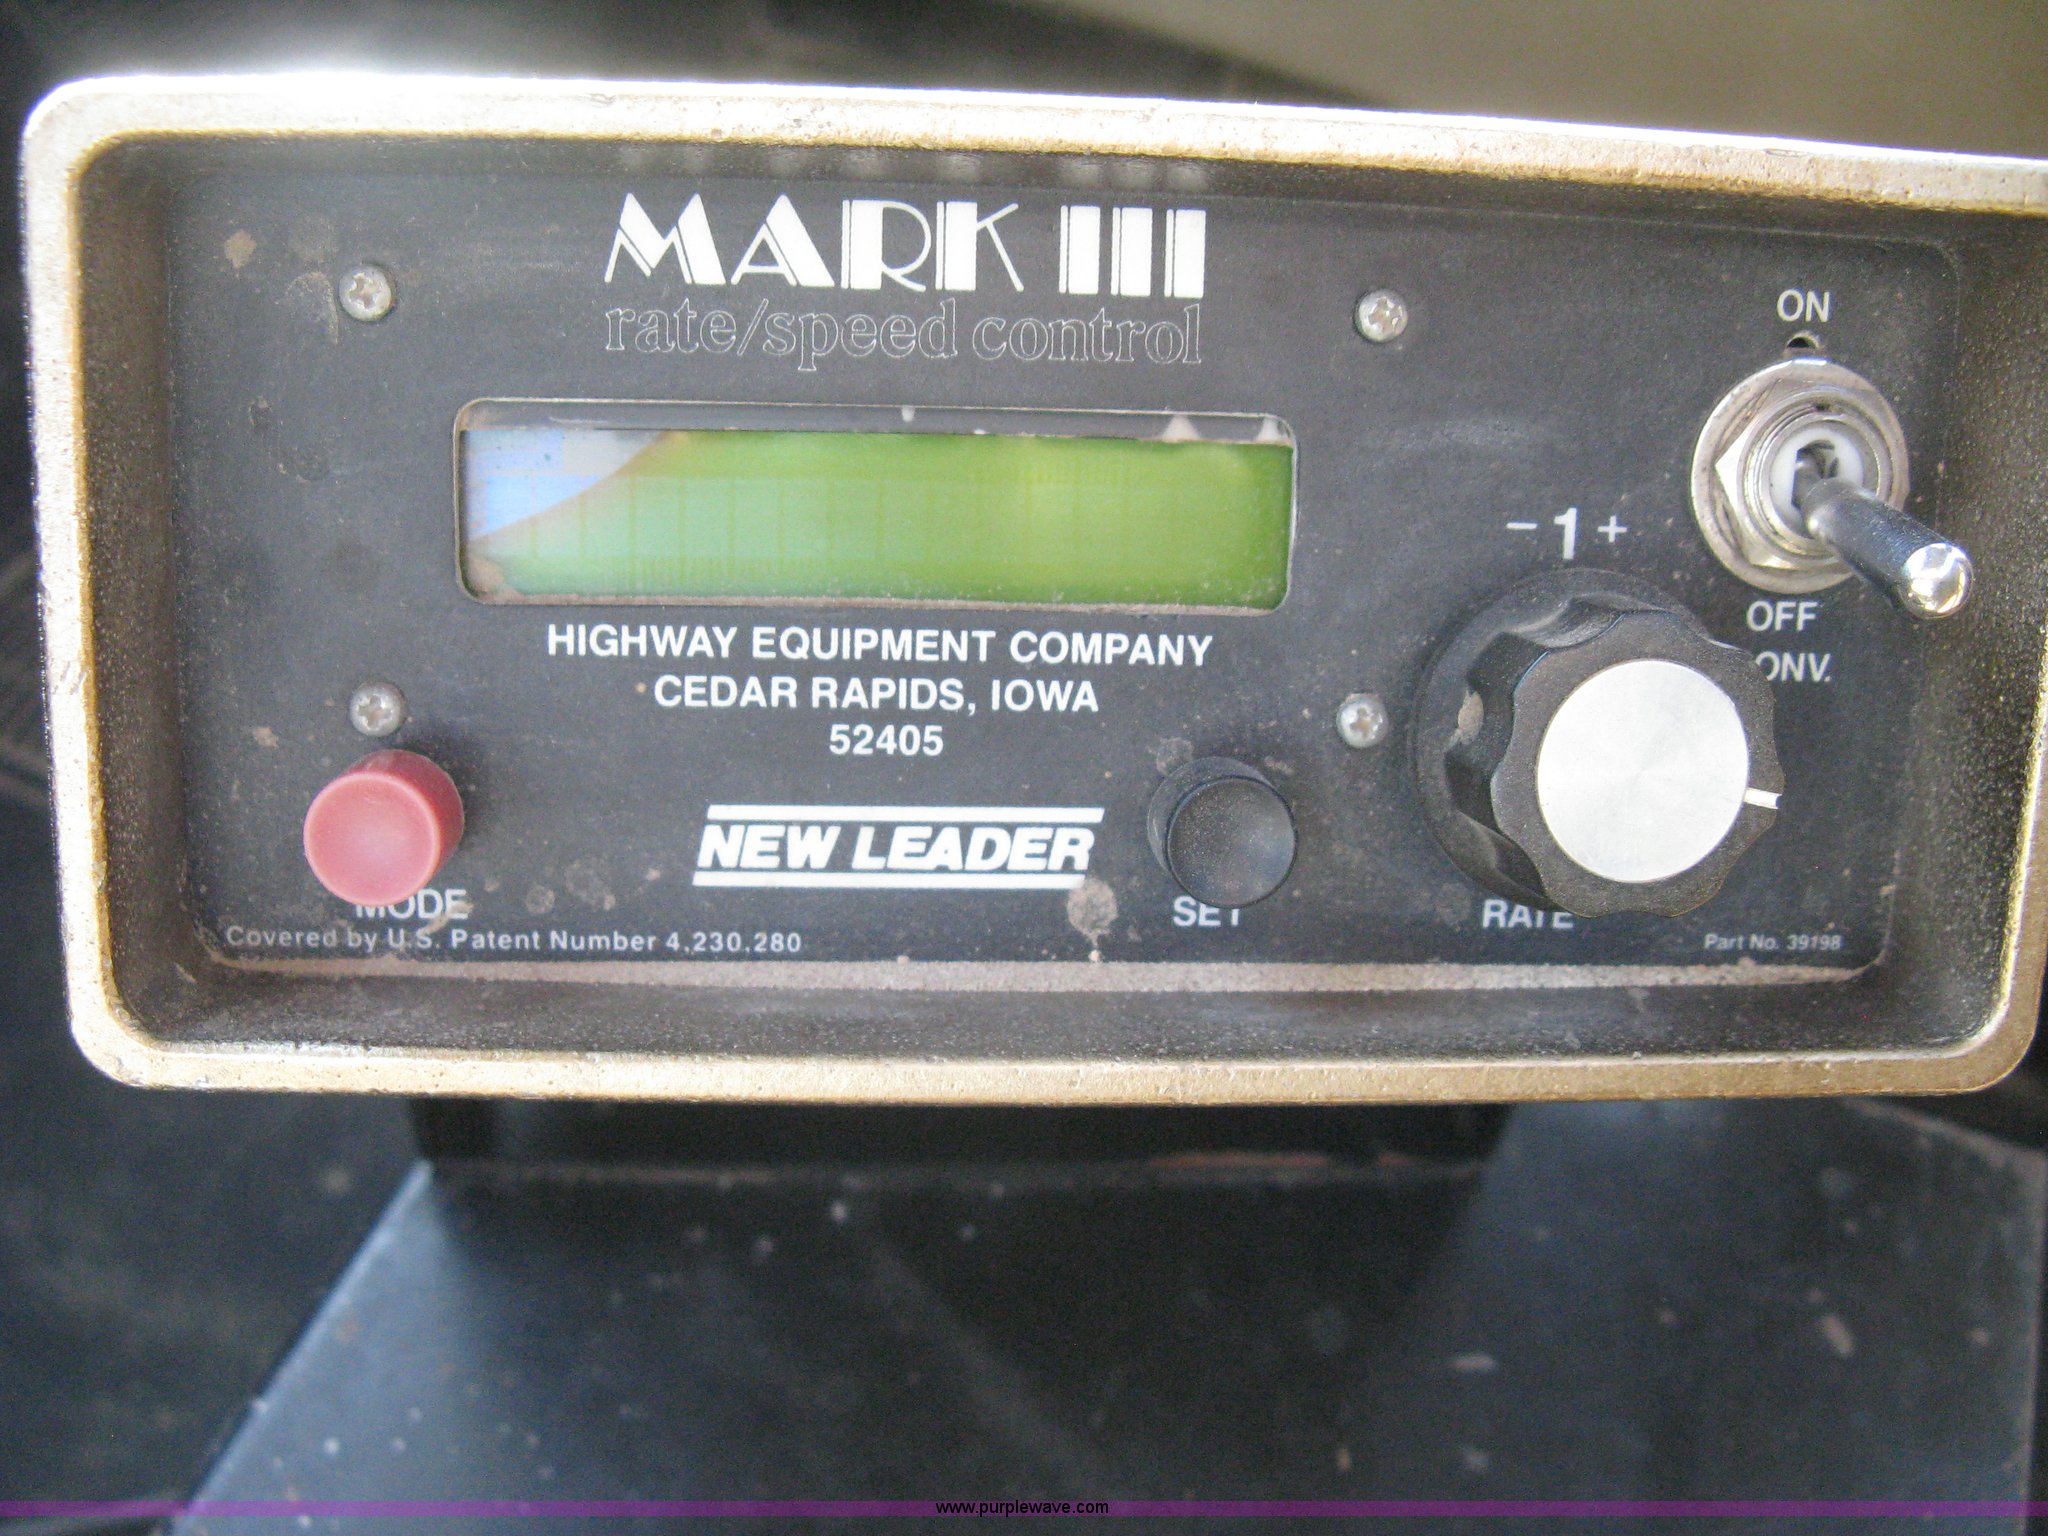 MARK III
rate/speed control
ON
- 1 +
OFF
ONV.
HIGHWAY EQUIPMENT COMPANY
CEDAR RAPIDS, IOWA
52405
NEW LEADER
MODE
SET
RATE
Covered by U.S. Patent Number 4,230,280
Part No. 39198
www.purplewave.com